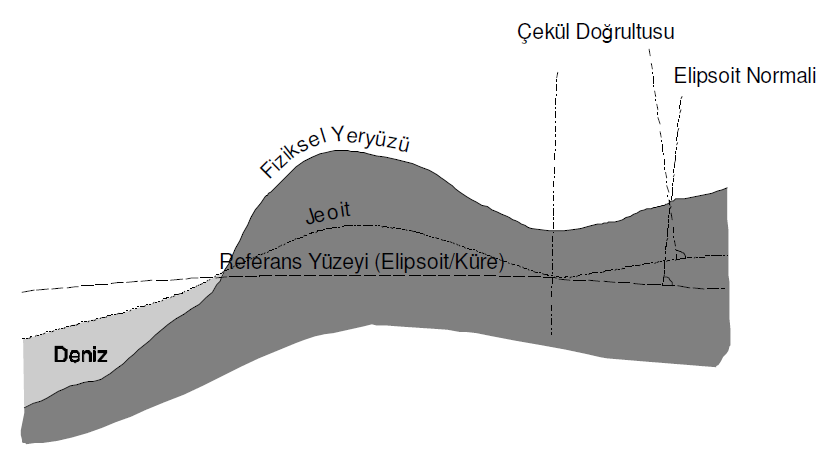 Çekül Doğrultusu
Elipsoit Normali
Fiziksel Yeryüzü
Jeoit
Referans Yüzeyi (Elipsoit/Küre)
Deniz